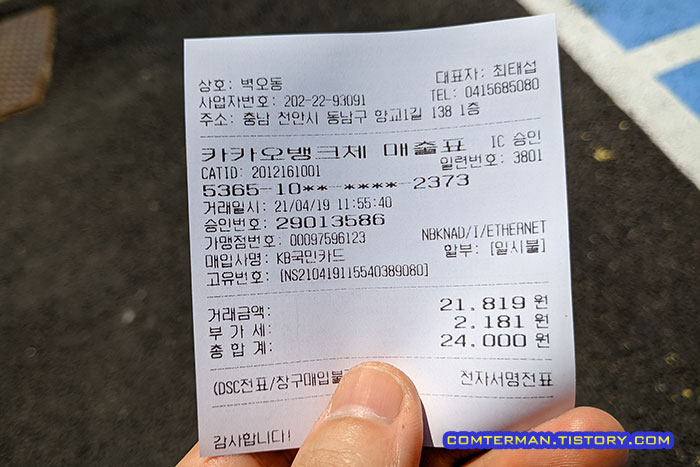 상호: 벽오동 대표자: 최태섭
사업자번호: 202-22-93091 TEL: 0415685080
주소: 충남 천안시 동남구 향교1길 138 1층
카카오뱅크체 매출표 IC 승인
CATID: 2012161001 일련번호: 3801
5365-10**-****-2373
거래일시: 21/04/19 11:55:40
승인번호: 29013586
가맹점번호: 00097596123 NBKNAD/I/ETHERNET
매입사명: KB국민카드 할부: [일시불]
고유번호: [NS210419115540389080]
거래금액: 21,819 원
부 가 세: 2,181 원
총 합 계: 24,000 원
(DSC전표/창구매입불 전자서명전표
감사합니다!
COMTERMAN.TISTORY.COM